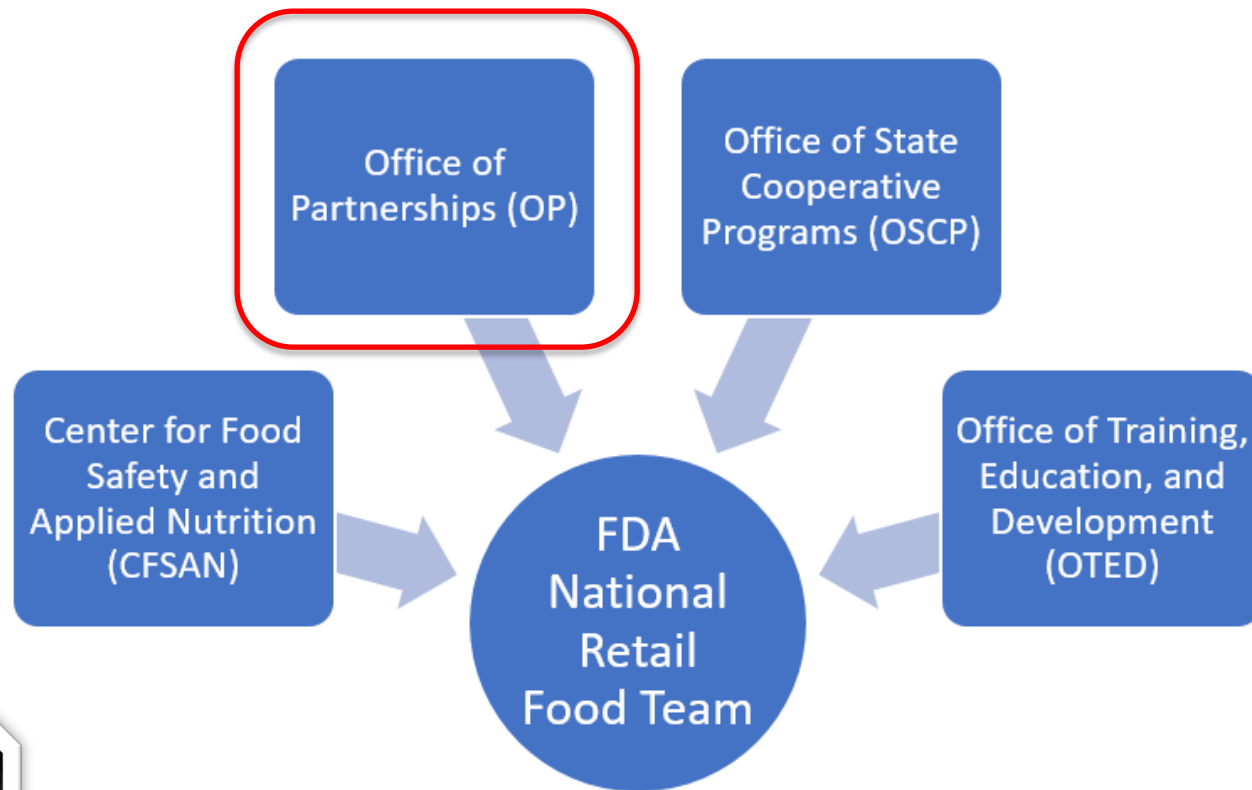 Office of
Partnerships (OP)
Office of State
Cooperative
Programs (OSCP)
Center for Food
Safety and
Applied Nutrition
(CFSAN)
Office of Training,
Education, and
Development
(OTED)
FDA
National
Retail
Food Team